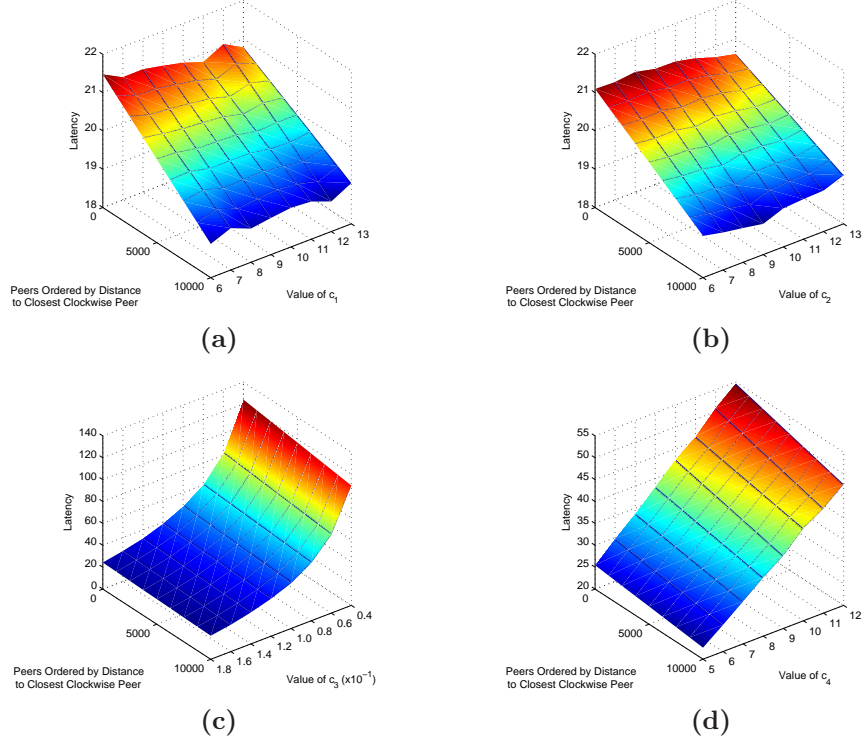 22
21
20
19
18
Latency
0
5000
10000
Peers Ordered by Distance
to Closest Clockwise Peer
6 7 8 9 10 11 12 13
Value of c1
(a)
22
21
20
19
18
Latency
0
5000
10000
Peers Ordered by Distance
to Closest Clockwise Peer
6 7 8 9 10 11 12 13
Value of c2
(b)
140
120
100
80
60
40
20
0
Latency
0
5000
10000
Peers Ordered by Distance
to Closest Clockwise Peer
1.8 1.6 1.4 1.2 1.0 0.8 0.6 0.4
Value of c3 (x10⁻¹)
(c)
55
50
45
40
35
30
25
20
Latency
0
5000
10000
Peers Ordered by Distance
to Closest Clockwise Peer
5 6 7 8 9 10 11 12
Value of c4
(d)